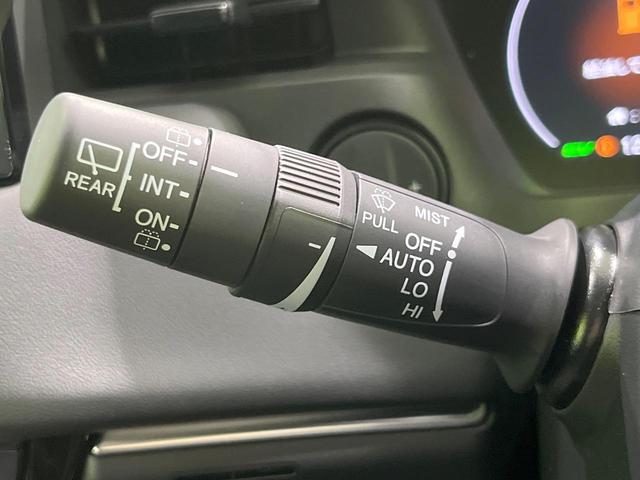 REAR
OFF
INT
ON
PULL
MIST
OFF
AUTO
LO
HI